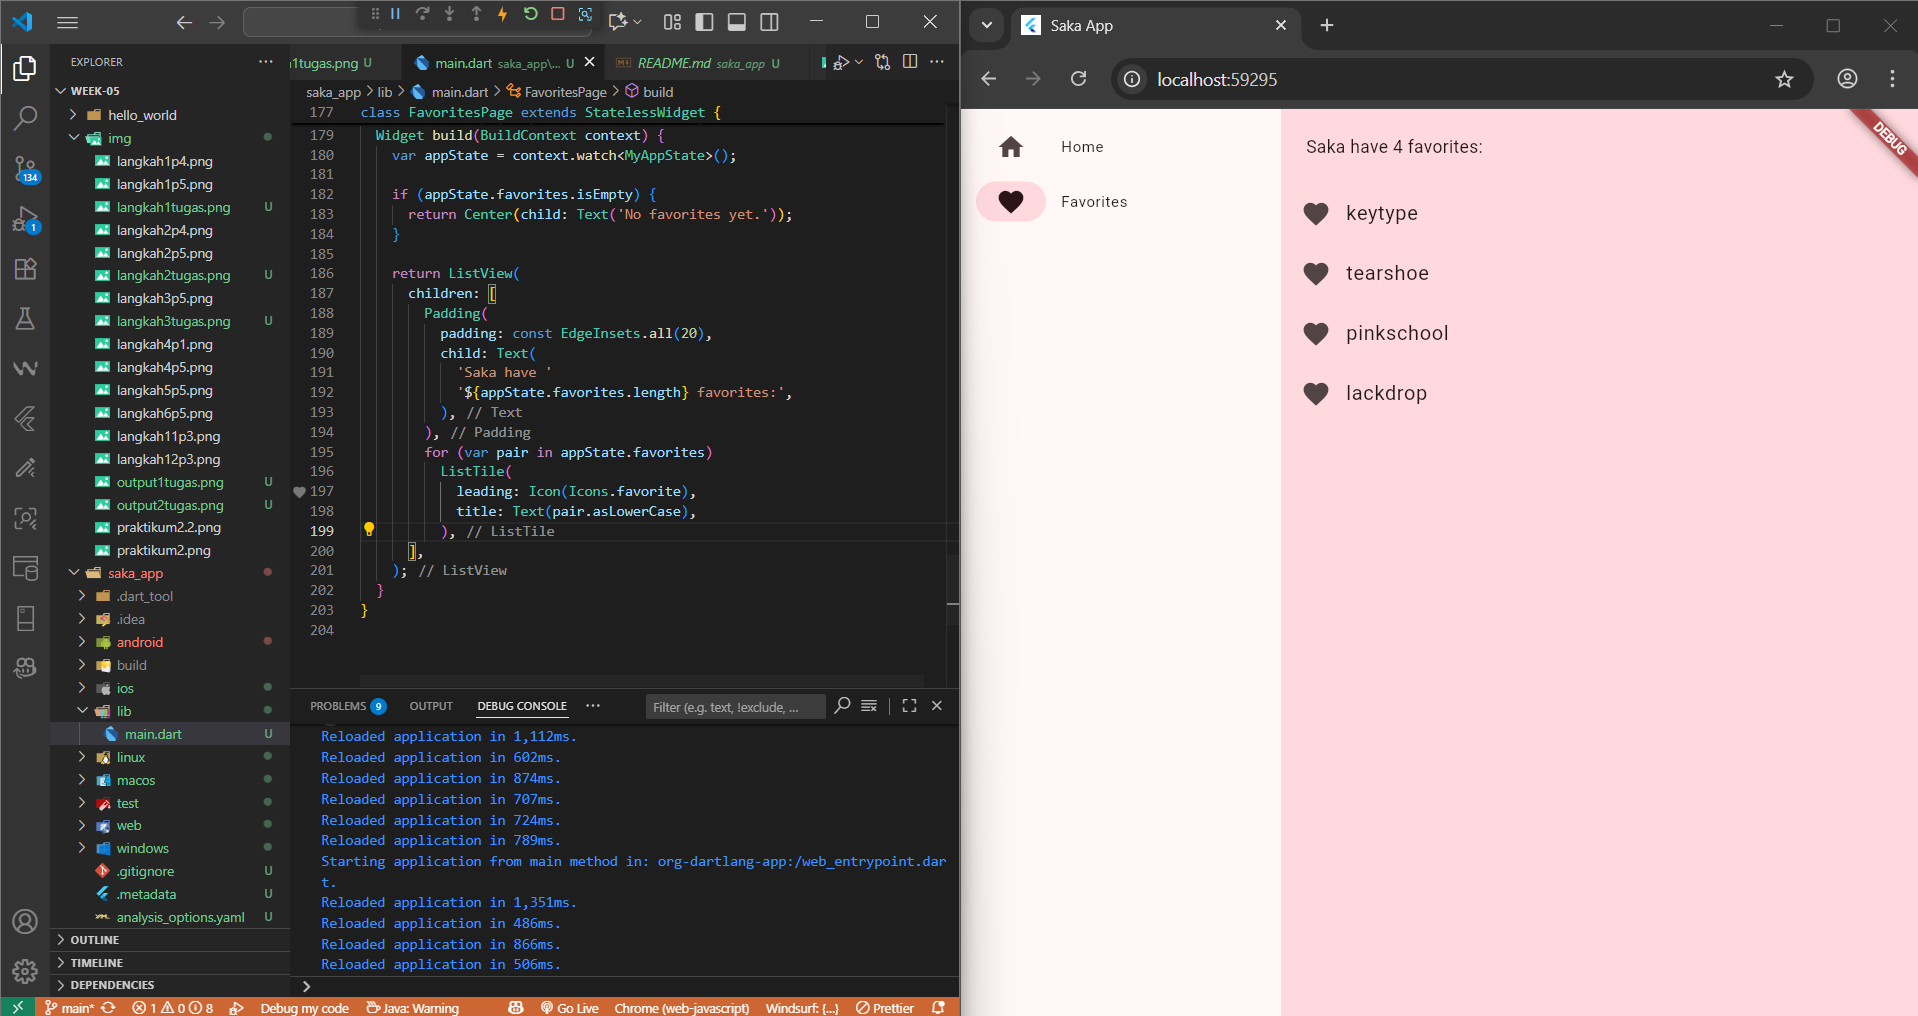 EXPLORER
WEEK-05
hello_world
img
langkah1p4.png
langkah1p5.png
langkah1tugas.png U
langkah2p4.png
langkah2p5.png
langkah2tugas.png U
langkah3p5.png
langkah3tugas.png U
langkah4p1.png
langkah4p5.png
langkah5p5.png
langkah6p5.png
langkah11p3.png
langkah12p3.png
output1tugas.png U
output2tugas.png U
praktikum2.2.png
praktikum2.png
saka_app
.dart_tool
.idea
android
build
ios
lib
main.dart U
linux
macos
test
web
windows
.gitignore U
.metadata U
analysis_options.yaml U
OUTLINE
TIMELINE
DEPENDENCIES
134
1
1tugas.png U
main.dart saka_app\... U
README.md saka_app U
saka_app > lib > main.dart > FavoritesPage > build
177 class FavoritesPage extends StatelessWidget {
179 Widget build(BuildContext context) {
180 var appState = context.watch<MyAppState>();
181
182 if (appState.favorites.isEmpty) {
183 return Center(child: Text('No favorites yet.'));
184 }
185
186 return ListView(
187 children: [
188 Padding(
189 padding: const EdgeInsets.all(20),
190 child: Text(
191 'Saka have '
192 '${appState.favorites.length} favorites:',
193 ), // Text
194 ), // Padding
195 for (var pair in appState.favorites)
196 ListTile(
197 leading: Icon(Icons.favorite),
198 title: Text(pair.asLowerCase),
199 ), // ListTile
200 ],
201 ); // ListView
202 }
203 }
204
PROBLEMS 9 OUTPUT DEBUG CONSOLE
Filter (e.g. text, !exclude, ...
Reloaded application in 1,112ms.
Reloaded application in 602ms.
Reloaded application in 874ms.
Reloaded application in 707ms.
Reloaded application in 724ms.
Reloaded application in 789ms.
Starting application from main method in: org-dartlang-app:/web_entrypoint.dar
t.
Reloaded application in 1,351ms.
Reloaded application in 486ms.
Reloaded application in 866ms.
Reloaded application in 506ms.
main* 1 0 8 Debug my code Java: Warning Go Live Chrome (web-javascript) Windsurf: {...} Prettier
Saka App
localhost:59295
DEBUG
Home
Favorites
Saka have 4 favorites:
keytype
tearshoe
pinkschool
lackdrop